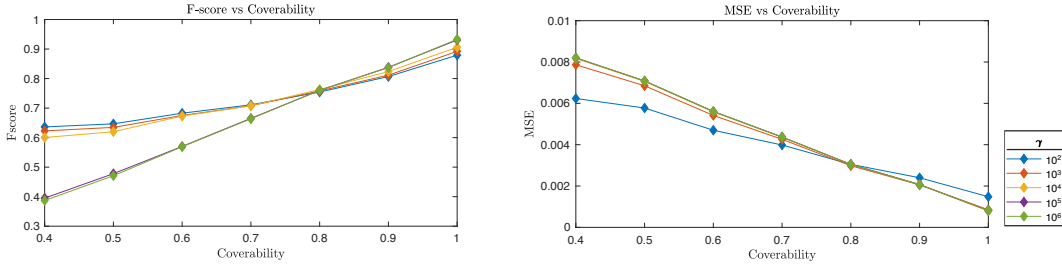 F-score vs Coverability
1
0.9
0.8
0.7
0.6
0.5
0.4
0.3
Fscore
0.4 0.5 0.6 0.7 0.8 0.9 1
Coverability
MSE vs Coverability
0.01
0.008
0.006
0.004
0.002
0
MSE
0.4 0.5 0.6 0.7 0.8 0.9 1
Coverability
γ
10²
10³
10⁴
10⁵
10⁶